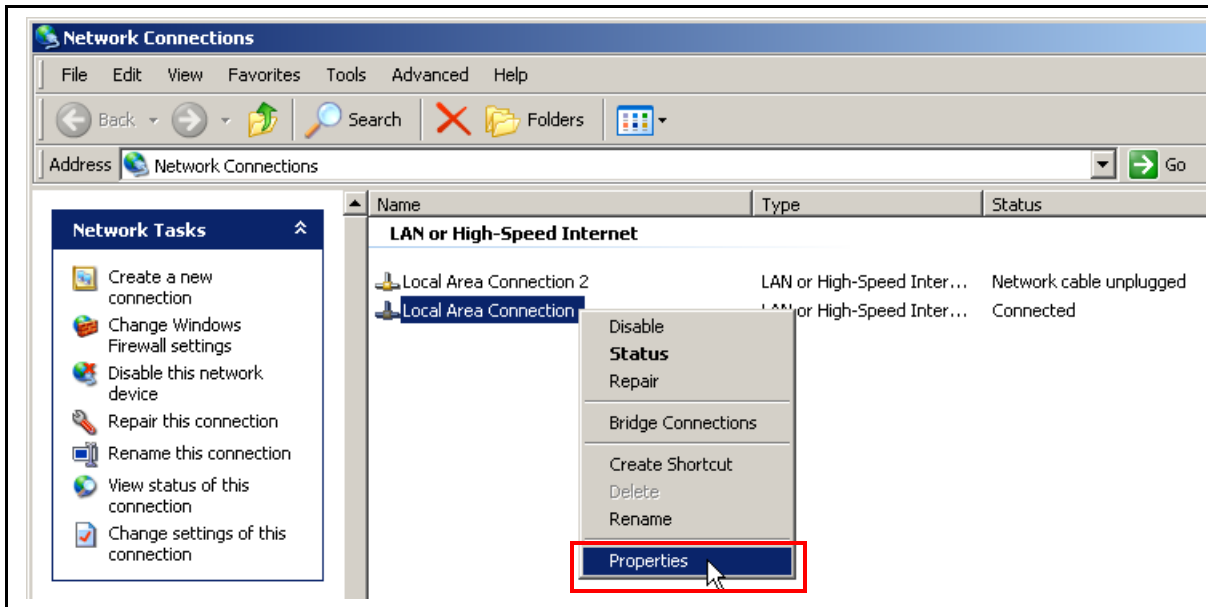 Network Connections
File Edit View Favorites Tools Advanced Help
Back Search Folders
Address Network Connections Go
Network Tasks
Create a new
connection
Change Windows
Firewall settings
Disable this network
device
Repair this connection
Rename this connection
View status of this
connection
Change settings of this
connection
Name Type Status
LAN or High-Speed Internet
Local Area Connection 2 LAN or High-Speed Inter... Network cable unplugged
Local Area Connection LAN or High-Speed Inter... Connected
Disable
Status
Repair
Bridge Connections
Create Shortcut
Delete
Rename
Properties